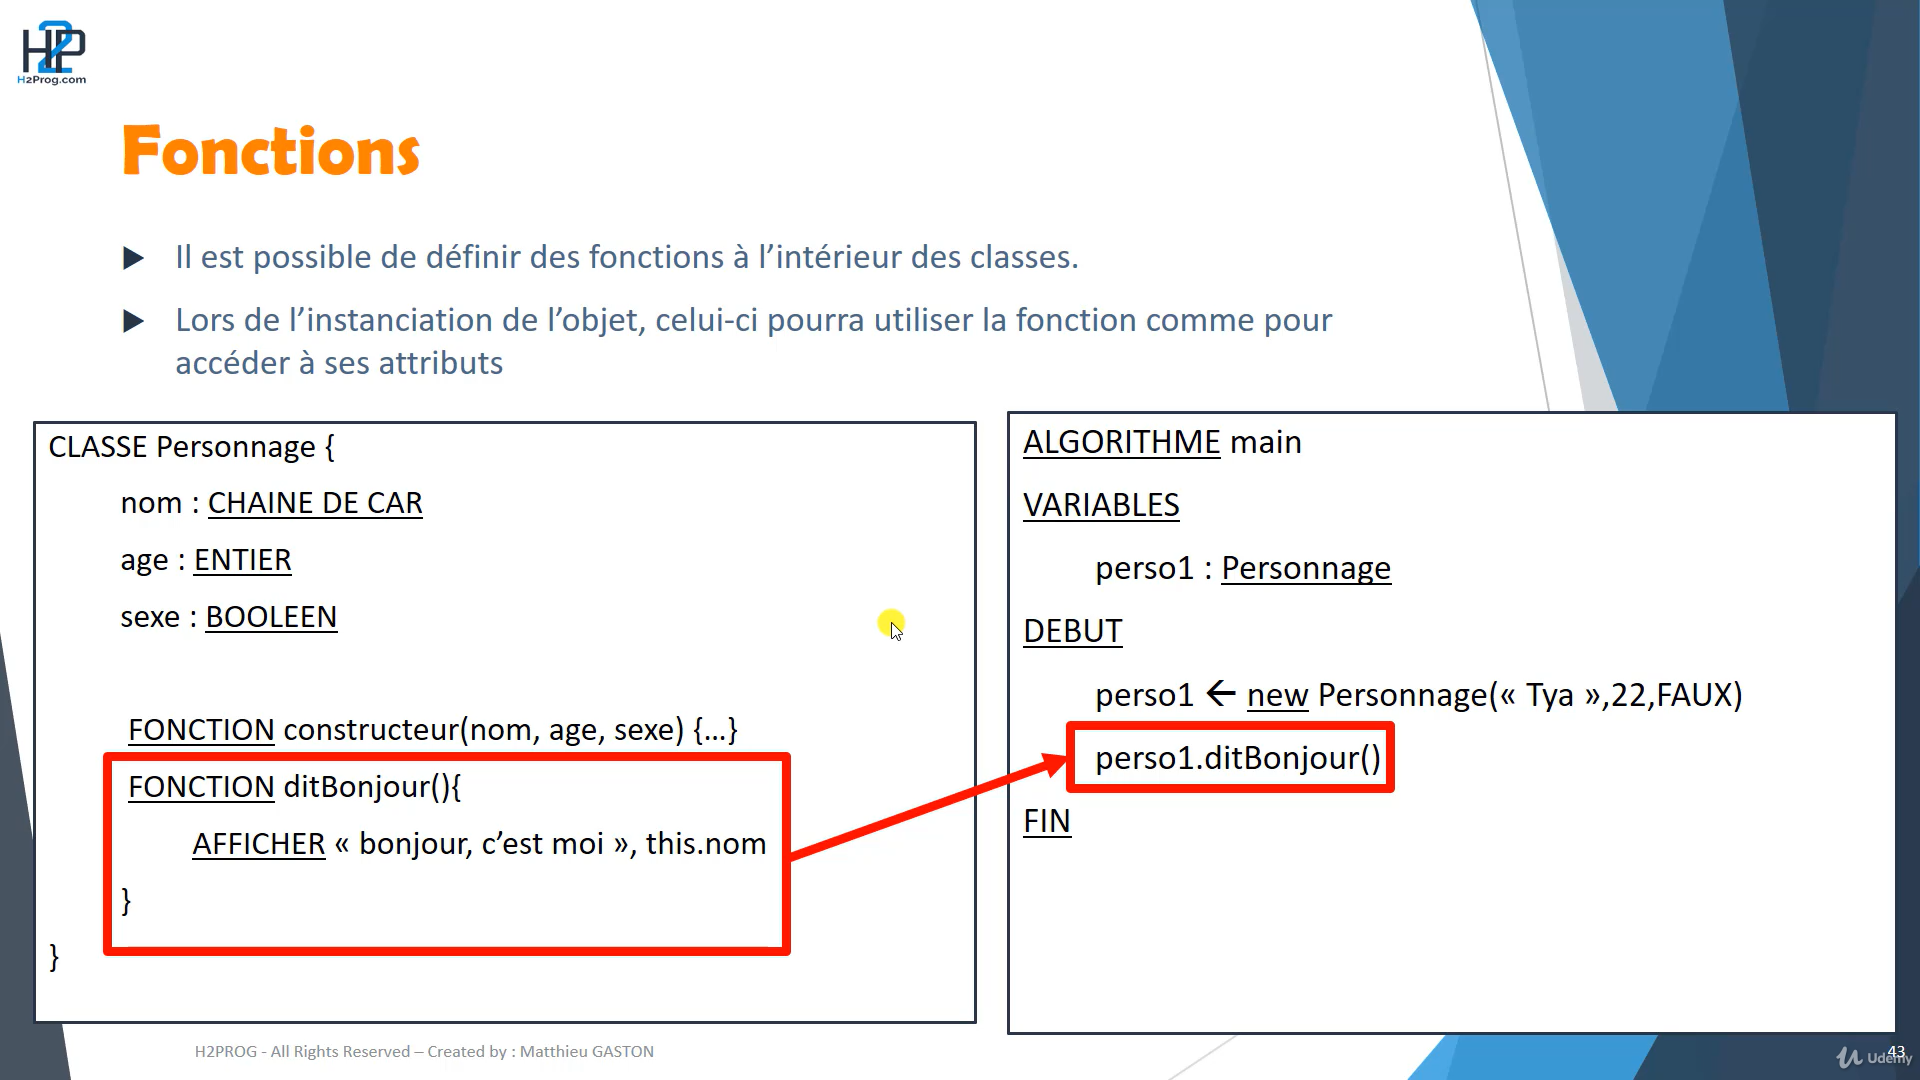 H2P
H2Prog.com
Fonctions
Il est possible de définir des fonctions à l’intérieur des classes.
Lors de l’instanciation de l’objet, celui-ci pourra utiliser la fonction comme pour
accéder à ses attributs
CLASSE Personnage {
nom : CHAINE DE CAR
age : ENTIER
sexe : BOOLEEN
FONCTION constructeur(nom, age, sexe) {…}
FONCTION ditBonjour(){
AFFICHER « bonjour, c’est moi », this.nom
}
}
ALGORITHME main
VARIABLES
perso1 : Personnage
DEBUT
perso1 ← new Personnage(« Tya »,22,FAUX)
perso1.ditBonjour()
FIN
H2PROG - All Rights Reserved – Created by : Matthieu GASTON
43
Udemy